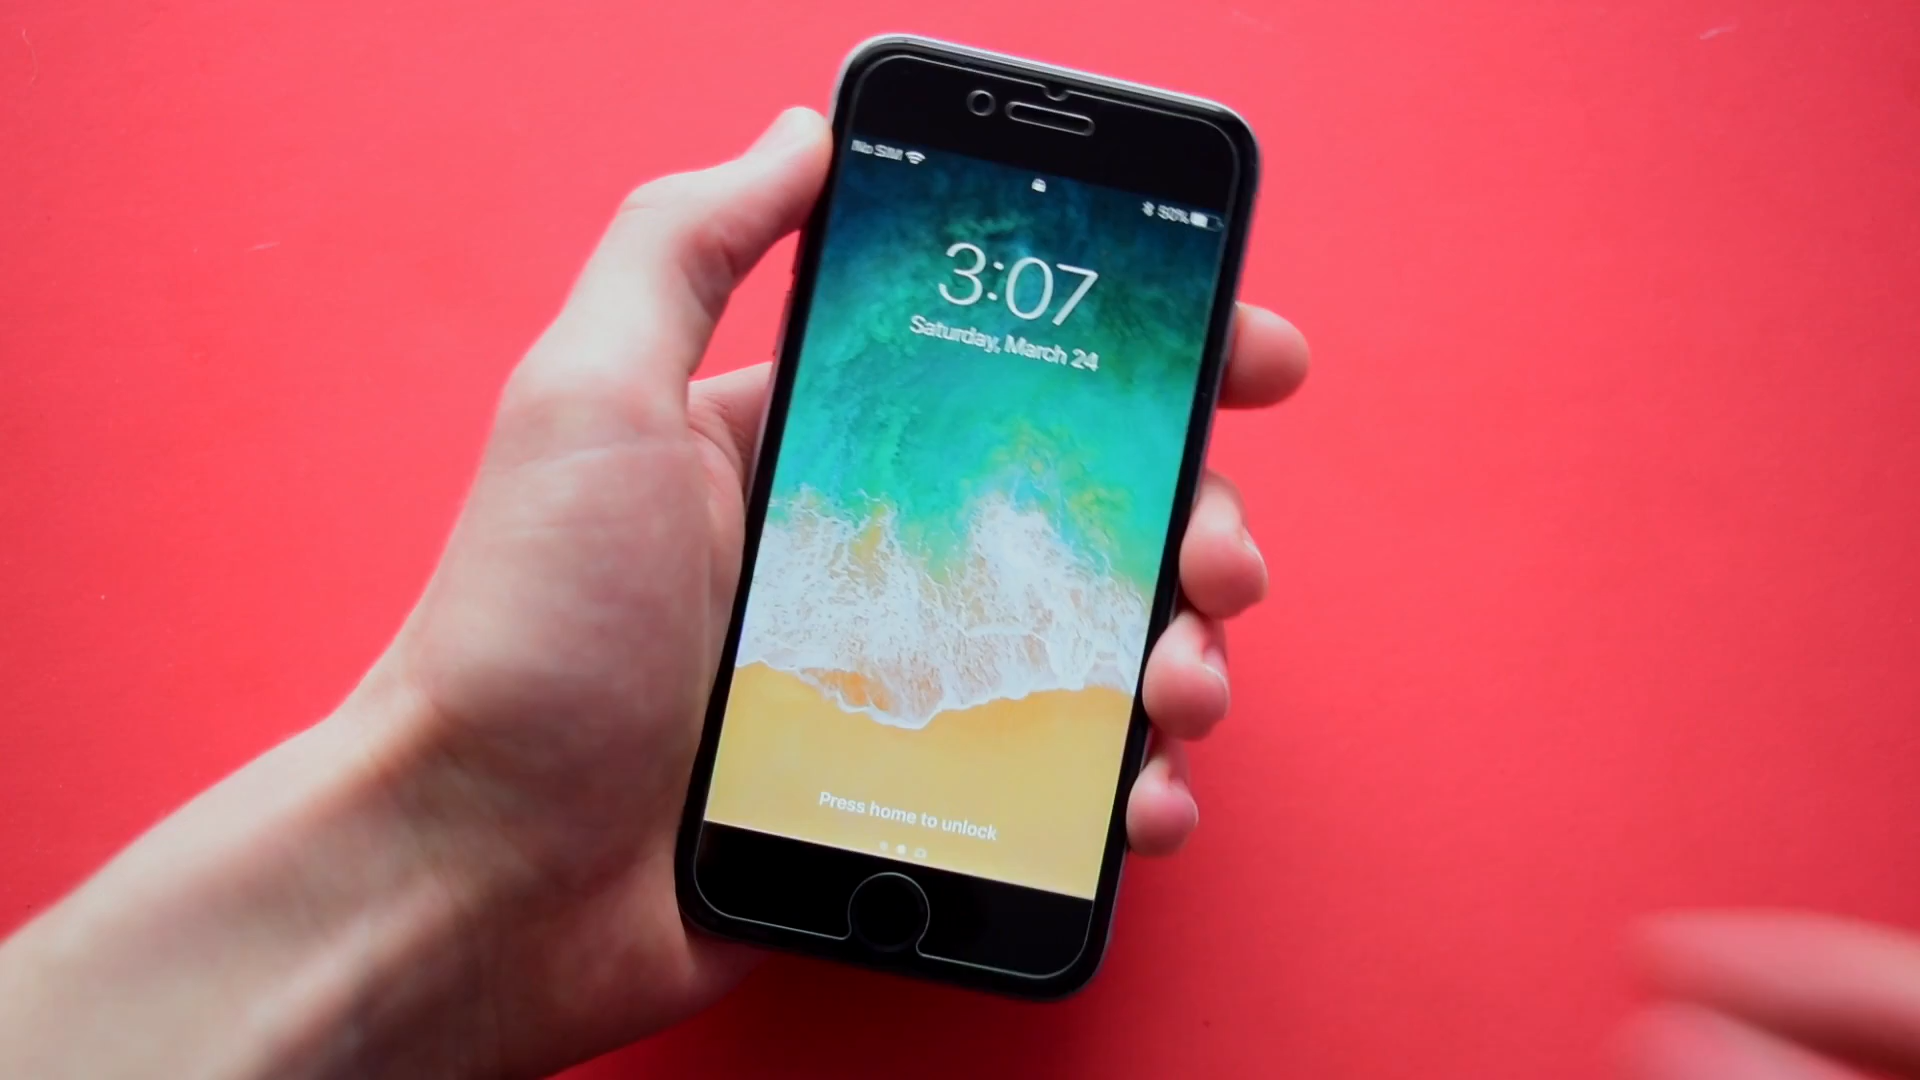 No SIM
50%
3:07
Saturday, March 24
Press home to unlock